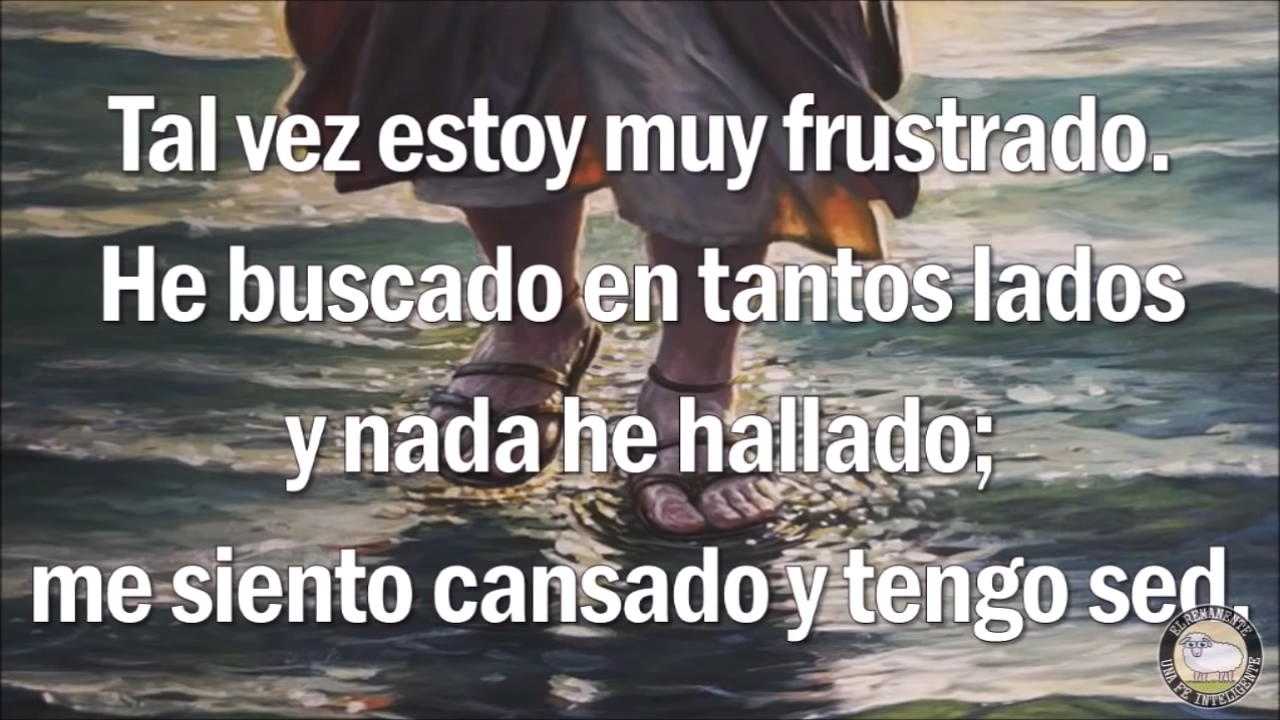 Tal vez estoy muy frustrado.
He buscado en tantos lados
y nada he hallado;
me siento cansado y tengo sed.
EL REMANENTE
UNA FE INTELIGENTE